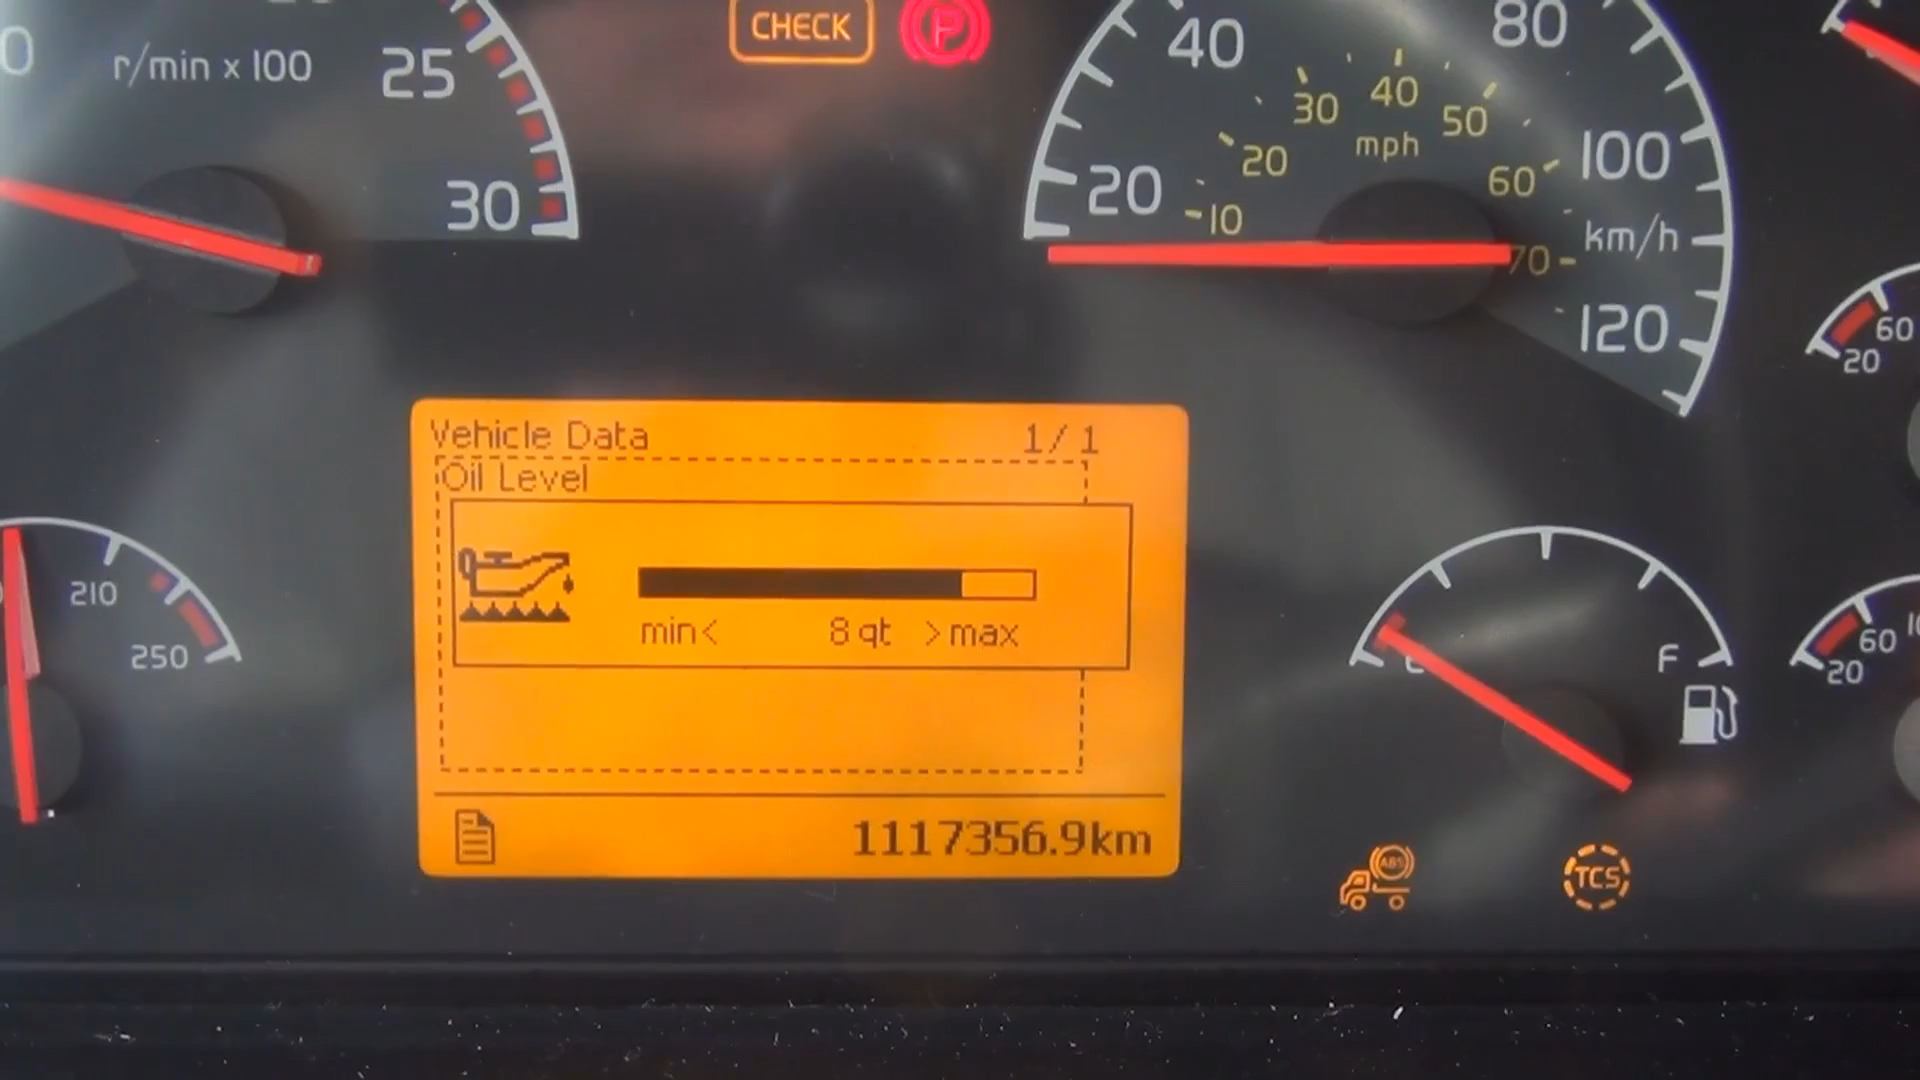 r/min x 100
25
30
CHECK
P
20
40
80
100
120
km/h
10
20
30
40
50
60
70
mph
60
20
Vehicle Data 1/1
Oil Level
min< 8 qt >max
1117356.9km
210
250
F
60
20
ABS
TCS